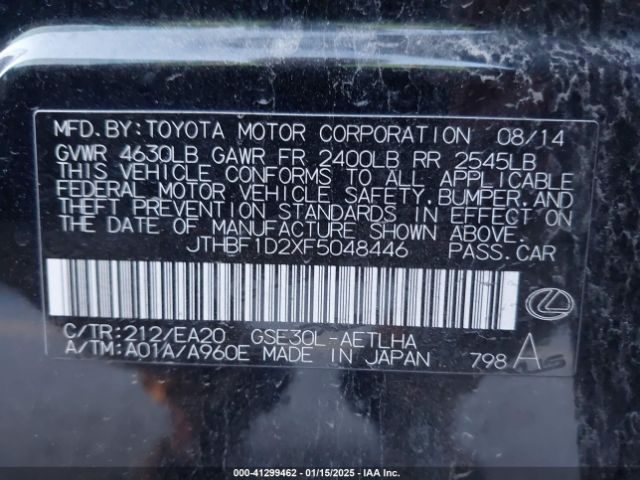 MFD.BY:TOYOTA MOTOR CORPORATION 08/14
GVWR 4630LB GAWR FR 2400LB RR 2545LB
THIS VEHICLE CONFORMS TO ALL APPLICABLE
FEDERAL MOTOR VEHICLE SAFETY,BUMPER,AND
THEFT PREVENTION STANDARDS IN EFFECT ON
THE DATE OF MANUFACTURE SHOWN ABOVE.
JTHBF1D2XF5048446 PASS.CAR
C/TR:212/EA20 GSE30L-AETLHA
A/TM:A01A/A960E MADE IN JAPAN 798 A
000-41299462 - 01/15/2025 - IAA Inc.